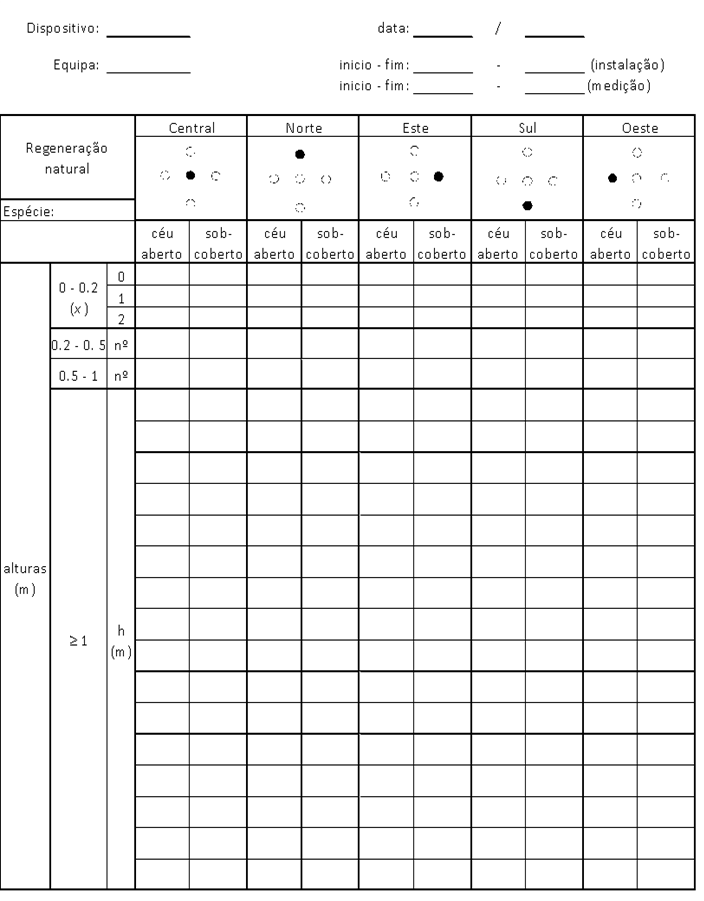 Dispositivo: ________ data: ________ / ________
Equipa: ________ inicio - fim: ________ - ________ (instalação)
inicio - fim: ________ - ________ (medição)
Central Norte Este Sul Oeste
Regeneração
natural
Espécie:
céu sob- céu sob- céu sob- céu sob- céu sob-
aberto coberto aberto coberto aberto coberto aberto coberto aberto coberto
0 - 0.2
(x)
0
1
2
0.2 - 0. 5 nº
0.5 - 1 nº
alturas
(m)
≥ 1
h
(m)